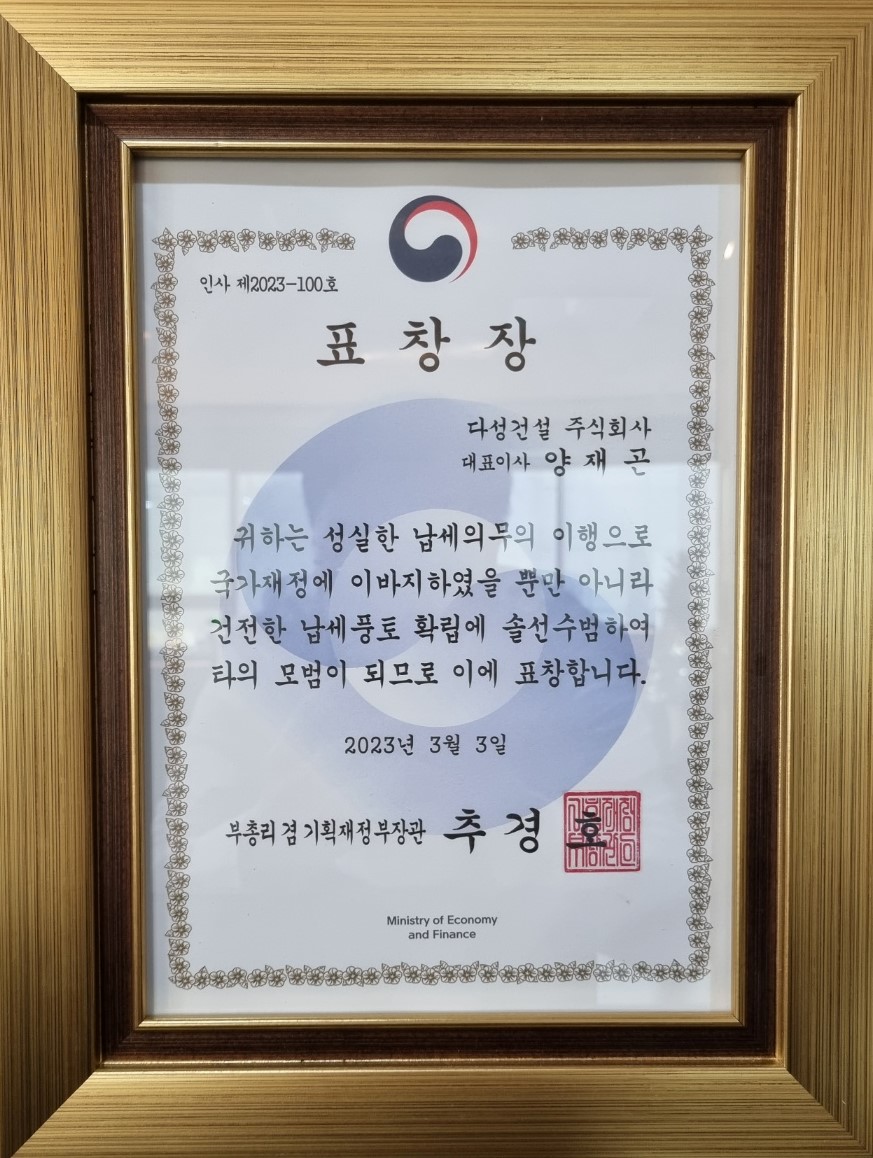 인사 제2023-100호
표 창 장
다성건설 주식회사
대표이사 양 재 곤
귀하는 성실한 납세의무의 이행으로
국가재정에 이바지하였을 뿐만 아니라
건전한 납세풍토 확립에 솔선수범하여
타의 모범이 되므로 이에 표창합니다.
2023년 3월 3일
부총리 겸 기획재정부장관 추 경 호
Ministry of Economy
and Finance